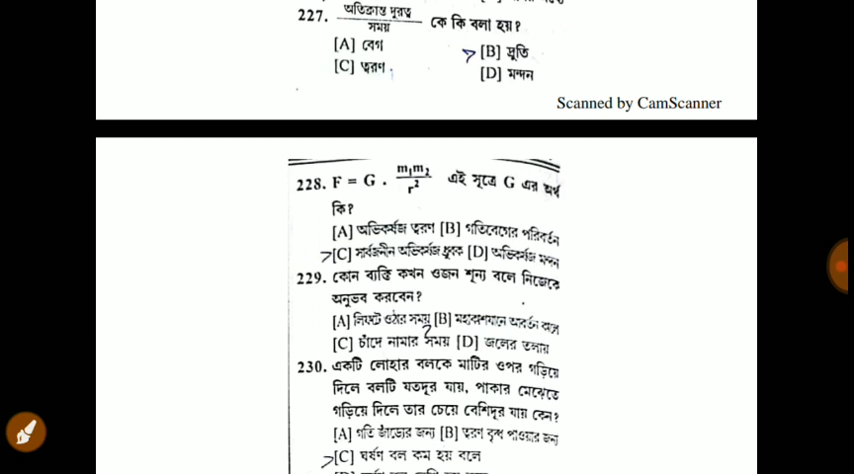 227. অতিক্রান্ত দূরত্ব / সময় কে কি বলা হয়?
[A] বেগ [B] দ্রুতি
[C] ত্বরণ [D] মন্দন
Scanned by CamScanner
228. F = G . m₁m₂ / r² এই সূত্রে G এর অর্থ
কি?
[A] অভিকর্ষজ ত্বরণ [B] গতিবেগের পরিবর্তন
[C] সার্বজনীন অভিকর্ষজ ধ্রুবক [D] অভিকর্ষজ মন্দন
229. কোন ব্যক্তি কখন ওজন শূন্য বলে নিজেকে
অনুভব করবেন?
[A] লিফ্‌টে ওঠার সময় [B] মহাকাশযানে আবর্তন কালে
[C] চাঁদে নামার সময় [D] জলের তলায়
230. একটি লোহার বলকে মাটির ওপর গড়িয়ে
দিলে বলটি যতদূর যায়, পাকার মেঝেতে
গড়িয়ে দিলে তার চেয়ে বেশিদূর যায় কেন?
[A] গতি জাঁড্যের জন্য [B] ত্বরণ বৃদ্ধ পাওয়ার জন্য
[C] ঘর্ষণ বল কম হয় বলে